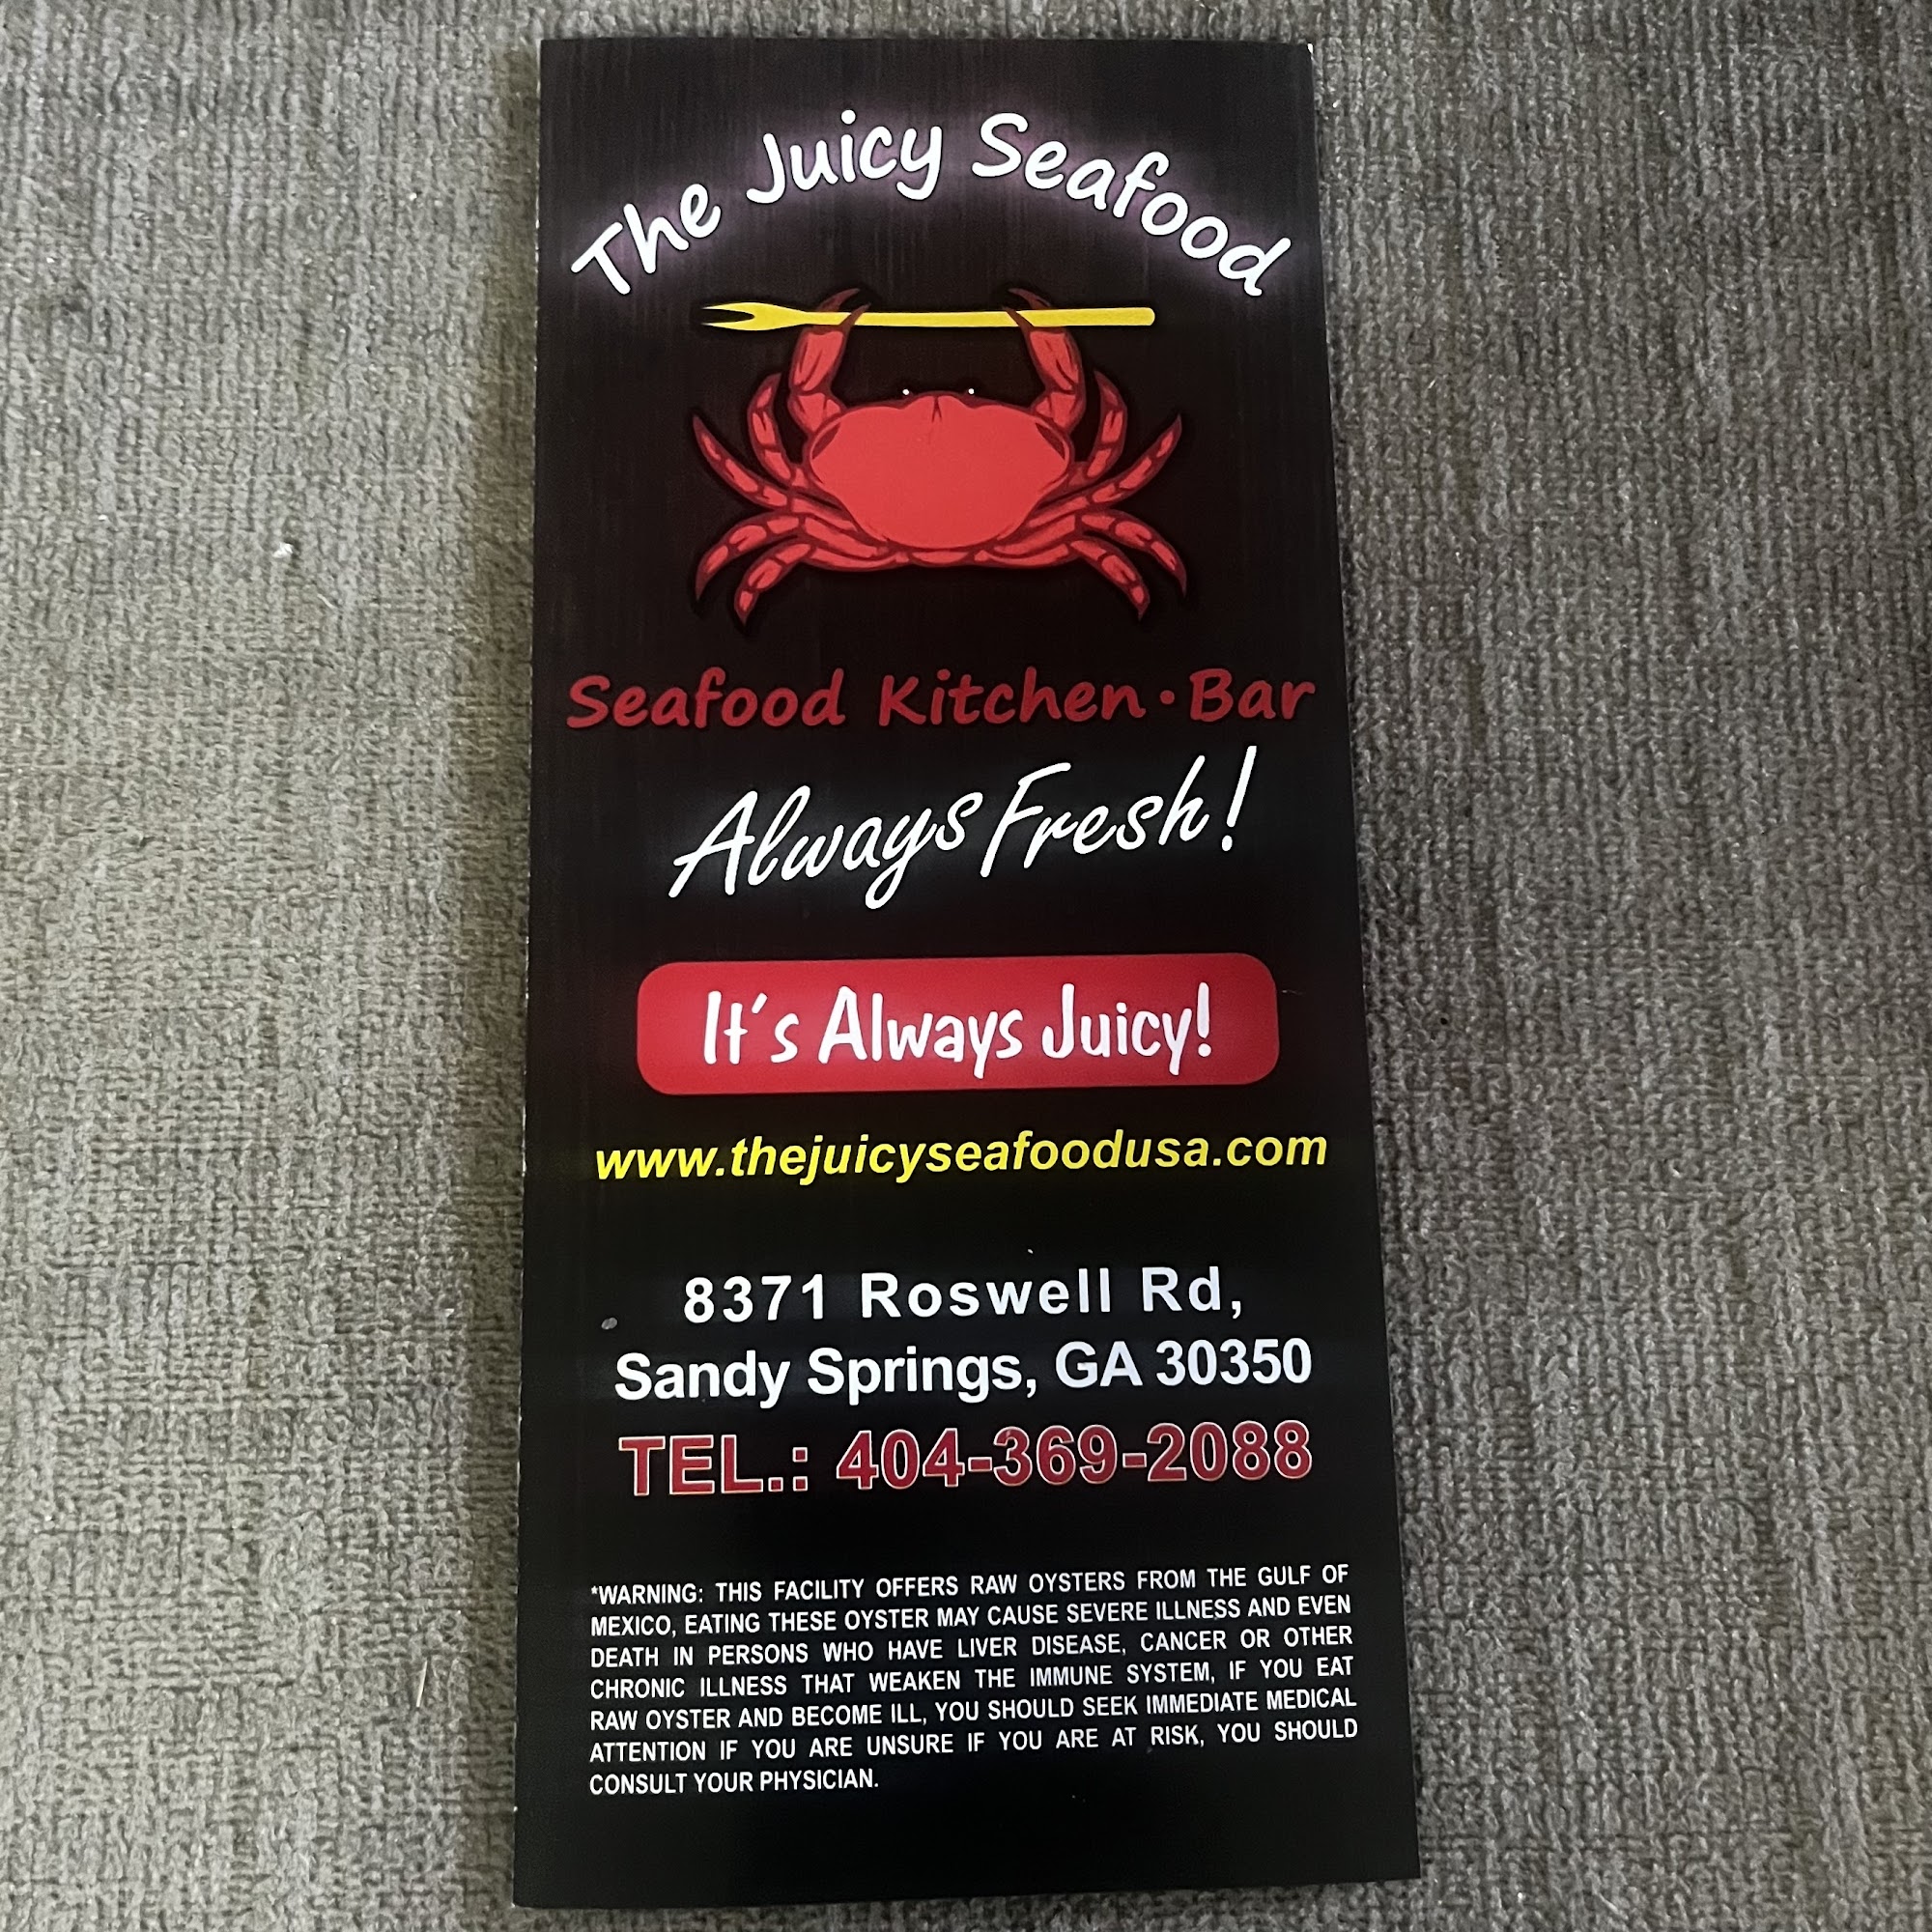 The Juicy Seafood
Seafood Kitchen·Bar
Always Fresh!
It's Always Juicy!
www.thejuicyseafoodusa.com
8371 Roswell Rd,
Sandy Springs, GA 30350
TEL.: 404-369-2088
*WARNING: THIS FACILITY OFFERS RAW OYSTERS FROM THE GULF OF
MEXICO, EATING THESE OYSTER MAY CAUSE SEVERE ILLNESS AND EVEN
DEATH IN PERSONS WHO HAVE LIVER DISEASE, CANCER OR OTHER
CHRONIC ILLNESS THAT WEAKEN THE IMMUNE SYSTEM, IF YOU EAT
RAW OYSTER AND BECOME ILL, YOU SHOULD SEEK IMMEDIATE MEDICAL
ATTENTION IF YOU ARE UNSURE IF YOU ARE AT RISK, YOU SHOULD
CONSULT YOUR PHYSICIAN.